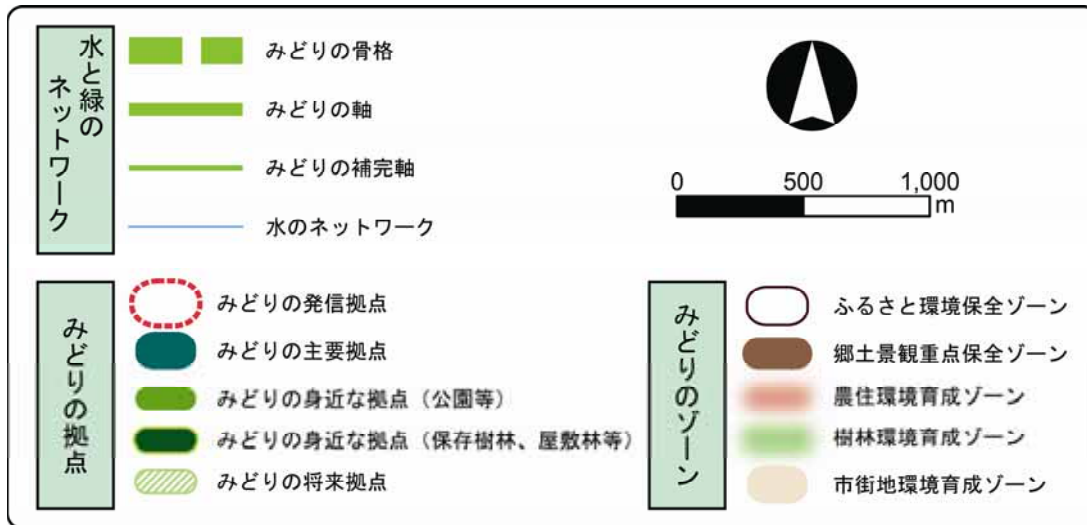 水と緑の
ネットワーク
みどりの骨格
みどりの軸
みどりの補完軸
水のネットワーク
0 500 1,000
m
みどりの拠点
みどりの発信拠点
みどりの主要拠点
みどりの身近な拠点（公園等）
みどりの身近な拠点（保存樹林、屋敷林等）
みどりの将来拠点
みどりのゾーン
ふるさと環境保全ゾーン
郷土景観重点保全ゾーン
農住環境育成ゾーン
樹林環境育成ゾーン
市街地環境育成ゾーン